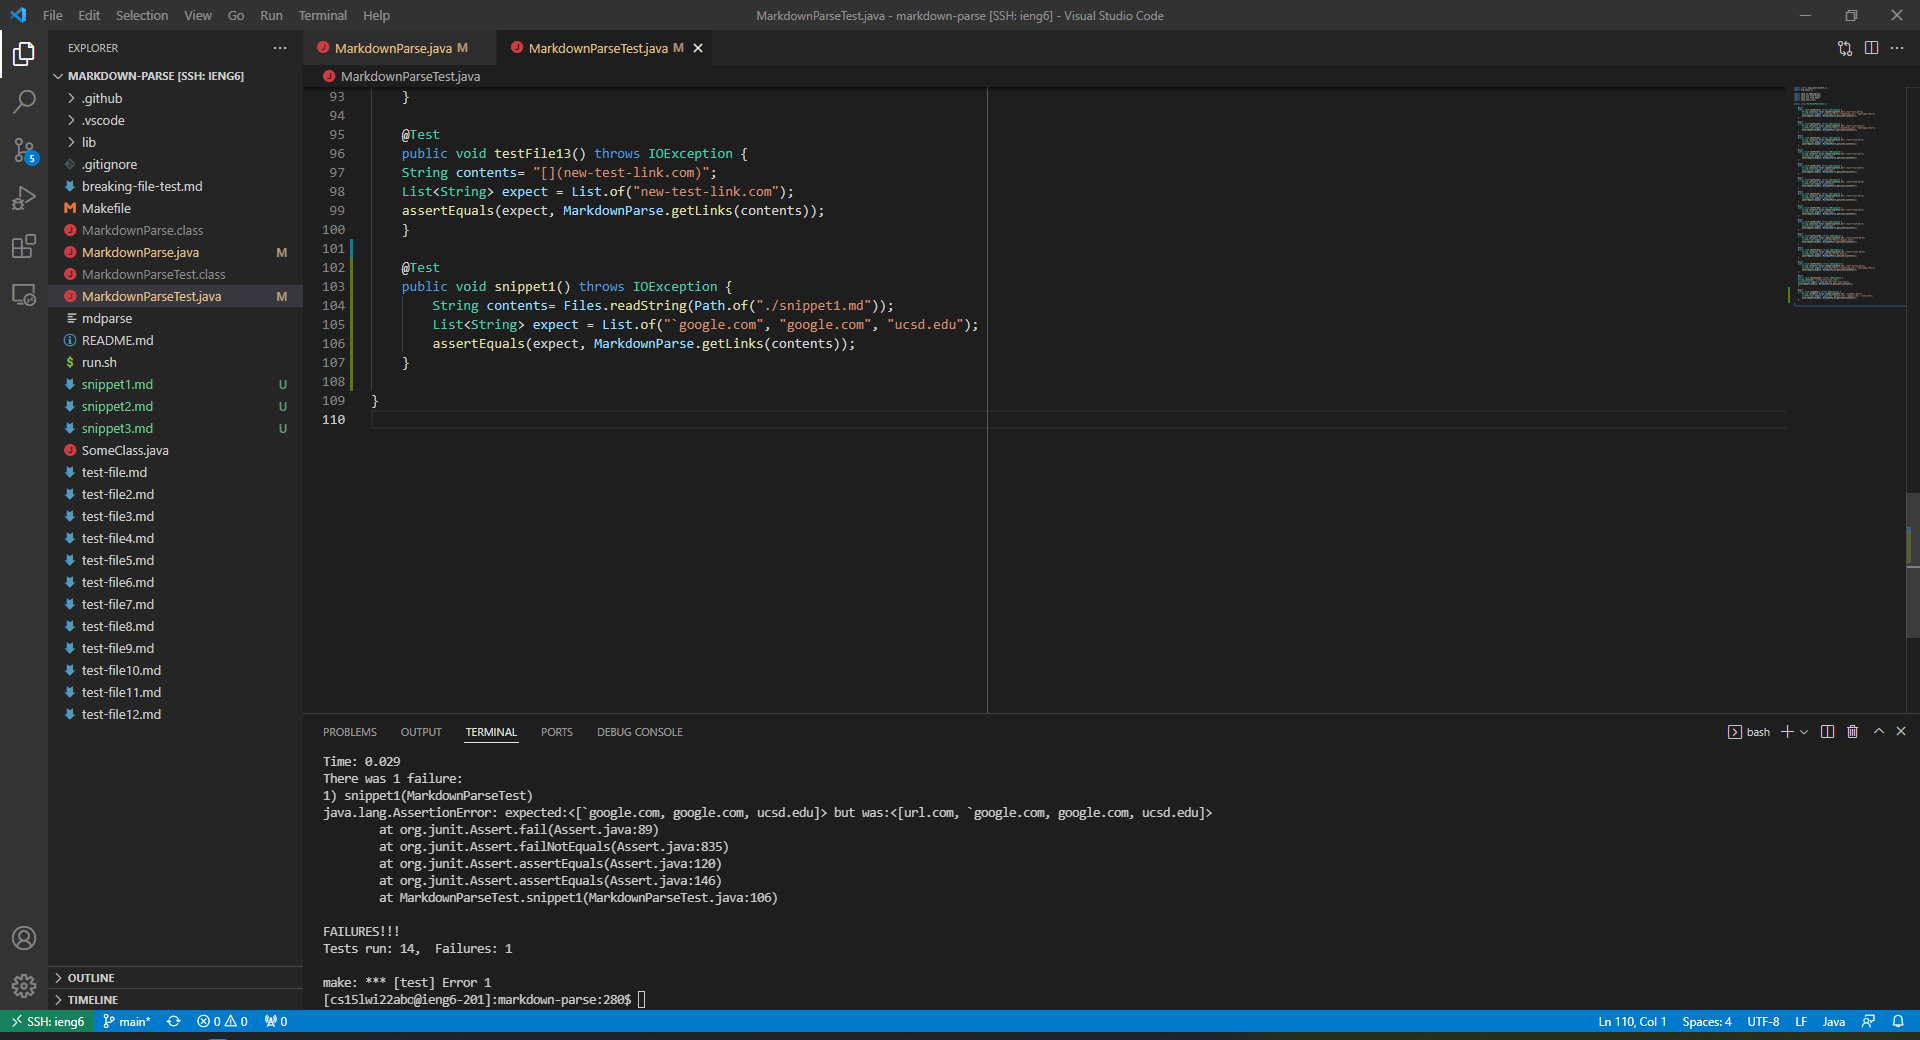 File Edit Selection View Go Run Terminal Help
MarkdownParseTest.java - markdown-parse [SSH: ieng6] - Visual Studio Code
EXPLORER
MARKDOWN-PARSE [SSH: IENG6]
.github
.vscode
lib
.gitignore
breaking-file-test.md
Makefile
MarkdownParse.class
MarkdownParse.java M
MarkdownParseTest.class
MarkdownParseTest.java M
mdparse
README.md
run.sh
snippet1.md U
snippet2.md U
snippet3.md U
SomeClass.java
test-file.md
test-file2.md
test-file3.md
test-file4.md
test-file5.md
test-file6.md
test-file7.md
test-file8.md
test-file9.md
test-file10.md
test-file11.md
test-file12.md
OUTLINE
TIMELINE
5
MarkdownParse.java M
MarkdownParseTest.java M
MarkdownParseTest.java
93 }
94
95 @Test
96 public void testFile13() throws IOException {
97 String contents= "[](new-test-link.com)";
98 List<String> expect = List.of("new-test-link.com");
99 assertEquals(expect, MarkdownParse.getLinks(contents));
100 }
101
102 @Test
103 public void snippet1() throws IOException {
104 String contents= Files.readString(Path.of("./snippet1.md"));
105 List<String> expect = List.of("`google.com", "google.com", "ucsd.edu");
106 assertEquals(expect, MarkdownParse.getLinks(contents));
107 }
108
109 }
110
PROBLEMS OUTPUT TERMINAL PORTS DEBUG CONSOLE
bash
Time: 0.029
There was 1 failure:
1) snippet1(MarkdownParseTest)
java.lang.AssertionError: expected:<[`google.com, google.com, ucsd.edu]> but was:<[url.com, `google.com, google.com, ucsd.edu]>
at org.junit.Assert.fail(Assert.java:89)
at org.junit.Assert.failNotEquals(Assert.java:835)
at org.junit.Assert.assertEquals(Assert.java:120)
at org.junit.Assert.assertEquals(Assert.java:146)
at MarkdownParseTest.snippet1(MarkdownParseTest.java:106)
FAILURES!!!
Tests run: 14,  Failures: 1
make: *** [test] Error 1
[cs15lwi22abc@ieng6-201]:markdown-parse:280$
SSH: ieng6 main* 0 0 0
Ln 110, Col 1 Spaces: 4 UTF-8 LF Java